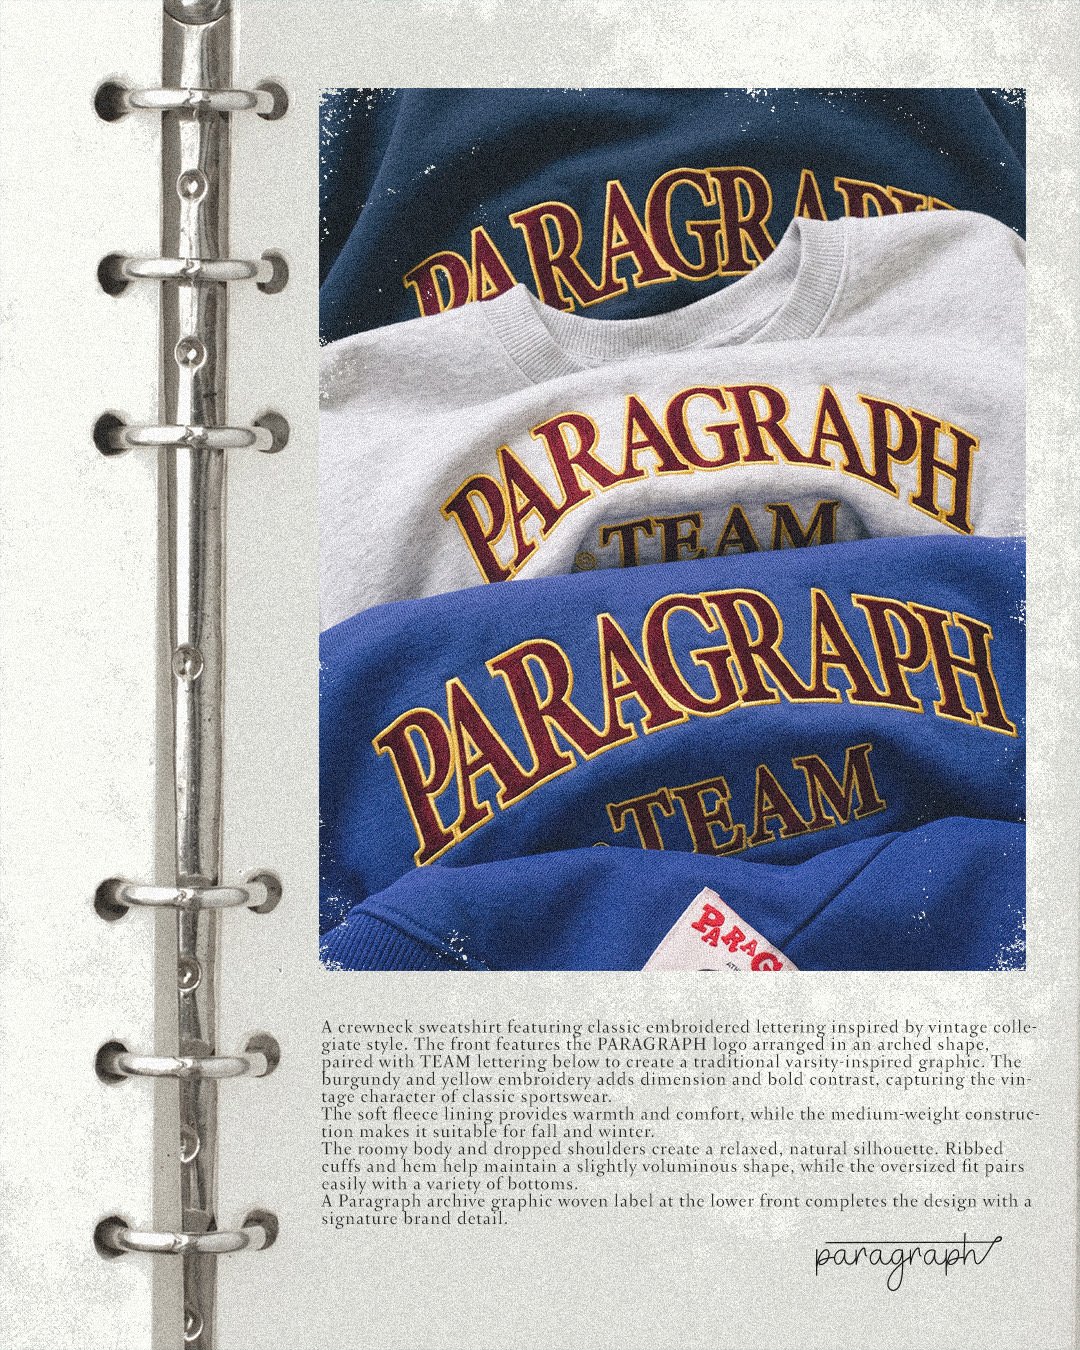 PARAGRAPH
PARAGRAPH
TEAM
PARAGRAPH
TEAM
PARAG
A crewneck sweatshirt featuring classic embroidered lettering inspired by vintage colle-
giate style. The front features the PARAGRAPH logo arranged in an arched shape,
paired with TEAM lettering below to create a traditional varsity-inspired graphic. The
burgundy and yellow embroidery adds dimension and bold contrast, capturing the vin-
tage character of classic sportswear.
The soft fleece lining provides warmth and comfort, while the medium-weight construc-
tion makes it suitable for fall and winter.
The roomy body and dropped shoulders create a relaxed, natural silhouette. Ribbed
cuffs and hem help maintain a slightly voluminous shape, while the oversized fit pairs
easily with a variety of bottoms.
A Paragraph archive graphic woven label at the lower front completes the design with a
signature brand detail.
paragraph